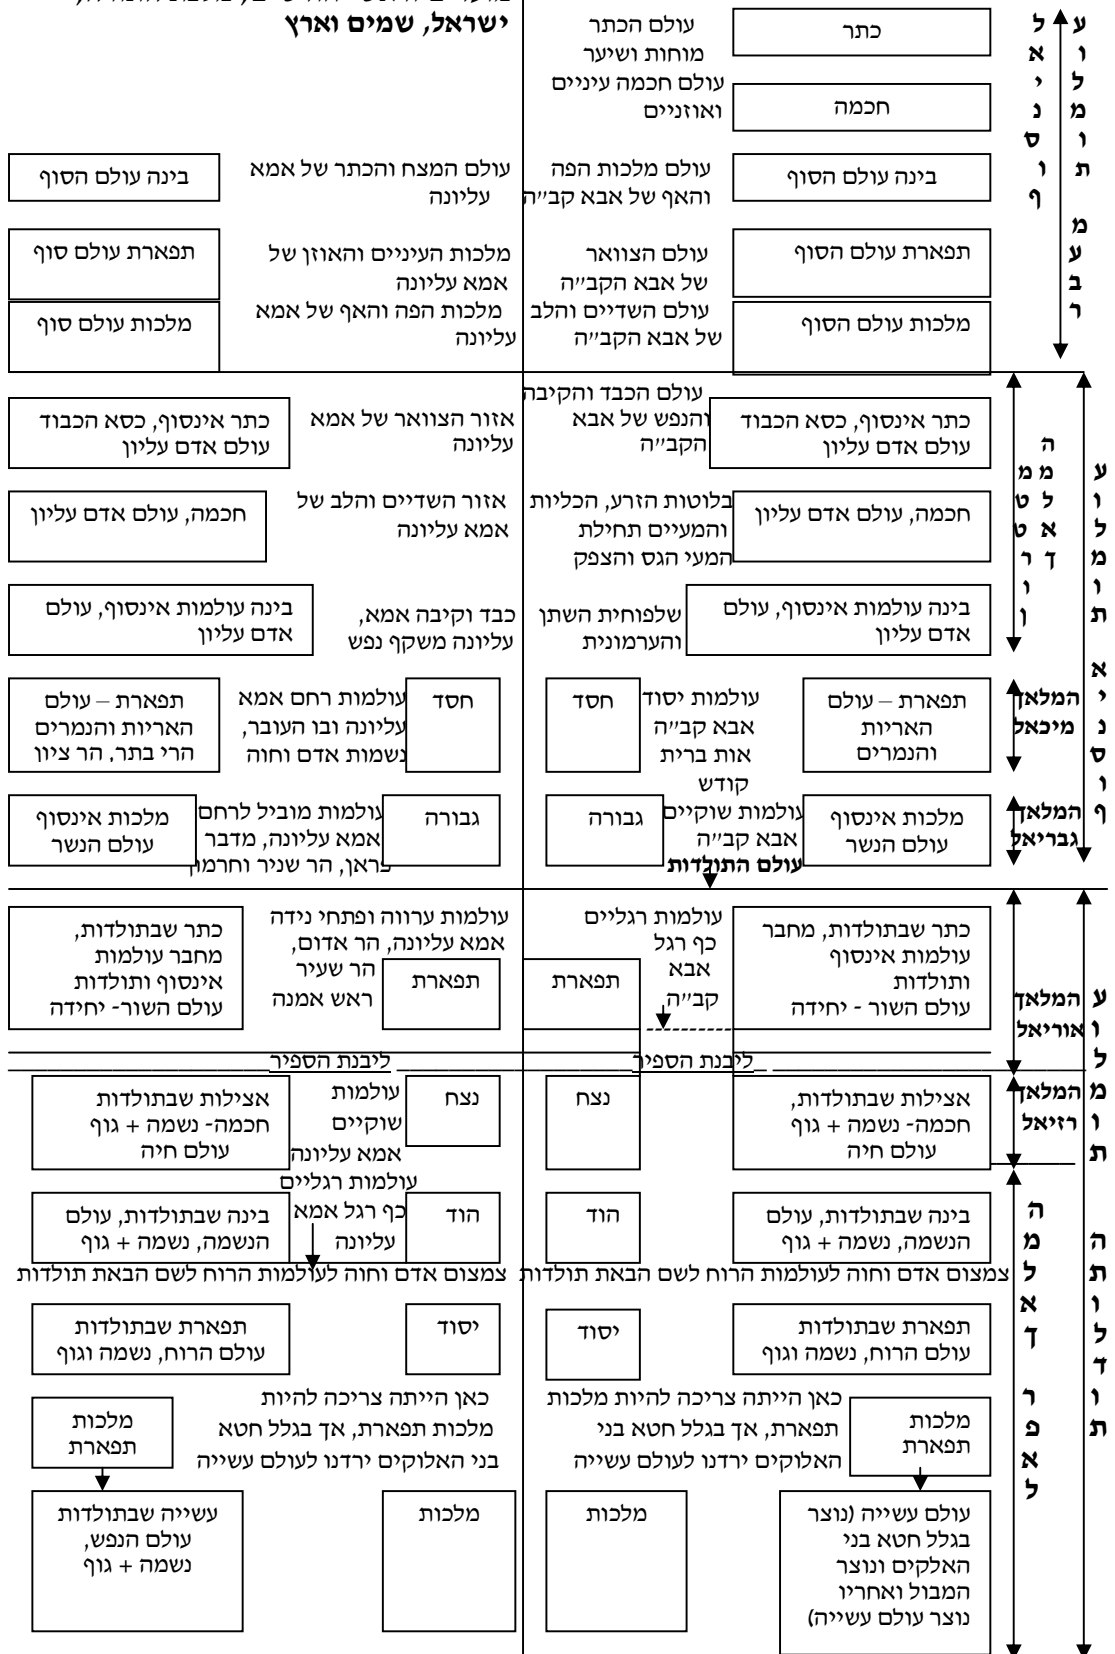 ישראל, שמים וארץ
עולמות מעבר
לאינסוף
כתר
עולם הכתר
מוחות ושיער
חכמה
עולם חכמה עיניים
ואוזניים
בינה עולם הסוף
עולם מלכות הפה
והאף של אבא קב״ה
עולם המצח והכתר של אמא
עליונה
בינה עולם הסוף
תפארת עולם הסוף
עולם הצוואר
של אבא הקב״ה
מלכות העיניים והאוזן של
אמא עליונה
תפארת עולם סוף
מלכות עולם הסוף
עולם השדיים והלב
של אבא הקב״ה
מלכות הפה והאף של אמא
עליונה
מלכות עולם סוף
עולמות אינסוף
המלאך
מטטרון
כתר אינסוף, כסא הכבוד
עולם אדם עליון
עולם הכבד והקיבה
והנפש של אבא
הקב״ה
אזור הצוואר של אמא
עליונה
כתר אינסוף, כסא הכבוד
עולם אדם עליון
חכמה, עולם אדם עליון
בלוטות הזרע, הכליות
והמעיים תחילת
המעי הגס והצפק
אזור השדיים והלב של
אמא עליונה
חכמה, עולם אדם עליון
בינה עולמות אינסוף, עולם
אדם עליון
שלפוחית השתן
והערמונית
כבד וקיבה אמא,
עליונה משקף נפש
בינה עולמות אינסוף, עולם
אדם עליון
המלאך
מיכאל
תפארת – עולם
האריות
והנמרים
עולמות יסוד
אבא קב״ה
אות ברית
קודש
חסד
חסד
עולמות רחם אמא
עליונה ובו העובר,
נשמות אדם וחוה
תפארת – עולם
האריות והנמרים
הרי בתר, הר ציון
המלאך
גבריאל
מלכות אינסוף
עולם הנשר
עולמות שוקיים
אבא קב״ה
עולם התולדות
גבורה
גבורה
עולמות מוביל לרחם
אמא עליונה, מדבר
פראן, הר שניר וחרמון
מלכות אינסוף
עולם הנשר
עולמות התולדות
המלאך
אוריאל
כתר שבתולדות, מחבר
עולמות אינסוף
ותולדות
עולם השור - יחידה
עולמות רגליים
כף רגל
אבא
קב״ה
תפארת
עולמות ערווה ופתחי נידה
אמא עליונה, הר אדום,
הר שעיר
ראש אמנה
תפארת
כתר שבתולדות,
מחבר עולמות
אינסוף ותולדות
עולם השור- יחידה
ליבנת הספיר
ליבנת הספיר
המלאך
רזיאל
אצילות שבתולדות,
חכמה- נשמה + גוף
עולם חיה
נצח
נצח
עולמות
שוקיים
אמא עליונה
עולמות רגליים
כף רגל אמא
עליונה
אצילות שבתולדות
חכמה- נשמה + גוף
עולם חיה
המלאך
רפאל
בינה שבתולדות, עולם
הנשמה, נשמה + גוף
הוד
הוד
בינה שבתולדות, עולם
הנשמה, נשמה + גוף
צמצום אדם וחוה לעולמות הרוח לשם הבאת תולדות
צמצום אדם וחוה לעולמות הרוח לשם הבאת תולדות
תפארת שבתולדות
עולם הרוח, נשמה וגוף
יסוד
יסוד
תפארת שבתולדות
עולם הרוח, נשמה וגוף
מלכות
תפארת
כאן הייתה צריכה להיות מלכות
תפארת, אך בגלל חטא בני
האלוקים ירדנו לעולם עשייה
כאן הייתה צריכה להיות
מלכות תפארת, אך בגלל חטא
בני האלוקים ירדנו לעולם עשייה
מלכות
תפארת
עולם עשייה (נוצר
בגלל חטא בני
האלקים ונוצר
המבול ואחריו
נוצר עולם עשייה)
מלכות
מלכות
עשייה שבתולדות
עולם הנפש,
נשמה + גוף